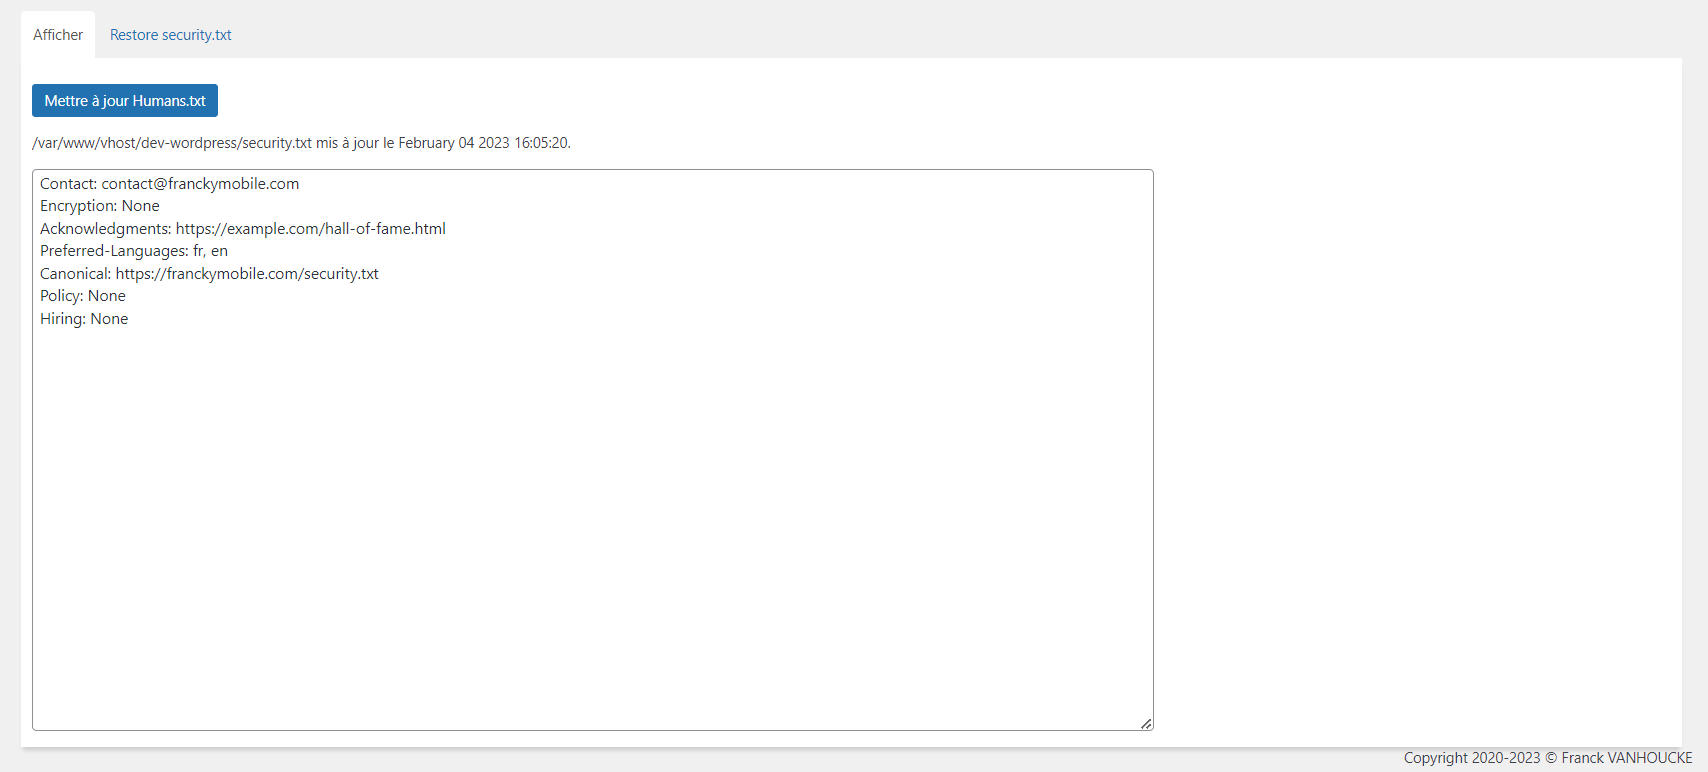 Afficher
Restore security.txt
Mettre à jour Humans.txt
/var/www/vhost/dev-wordpress/security.txt mis à jour le February 04 2023 16:05:20.
Contact: contact@franckymobile.com
Encryption: None
Acknowledgments: https://example.com/hall-of-fame.html
Preferred-Languages: fr, en
Canonical: https://franckymobile.com/security.txt
Policy: None
Hiring: None
Copyright 2020-2023 © Franck VANHOUCKE